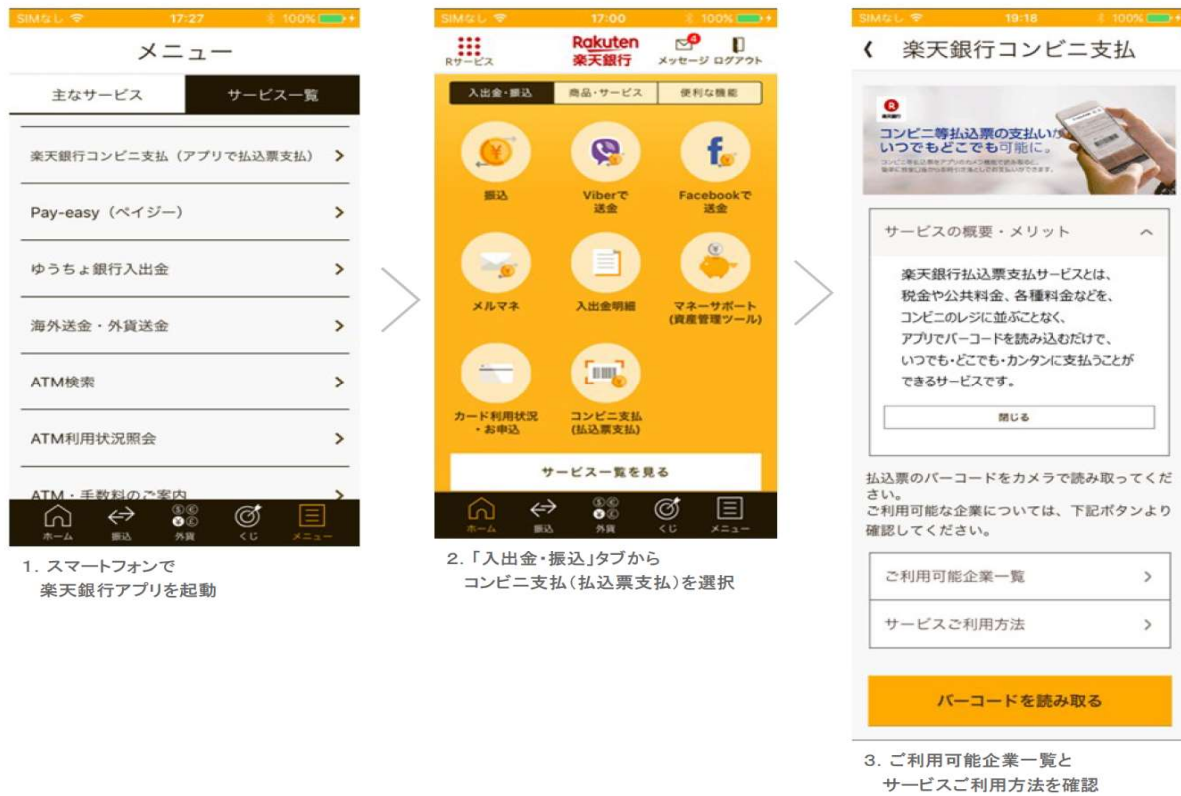 SIMなし 17:27 100%
メニュー
主なサービス サービス一覧
楽天銀行コンビニ支払（アプリで払込票支払）
Pay-easy（ペイジー）
ゆうちょ銀行入出金
海外送金・外貨送金
ATM検索
ATM利用状況照会
ATM・手数料のご案内
ホーム 振込 外貨 くじ メニュー
1. スマートフォンで
楽天銀行アプリを起動
SIMなし 17:00 100%
Rサービス
Rakuten
楽天銀行
4
メッセージ ログアウト
入出金・振込 商品・サービス 便利な機能
振込
Viberで
送金
Facebookで
送金
メルマネ
入出金明細
マネーサポート
(資産管理ツール)
カード利用状況
・お申込
コンビニ支払
(払込票支払)
サービス一覧を見る
ホーム 振込 外貨 くじ メニュー
2. 「入出金・振込」タブから
コンビニ支払(払込票支払)を選択
SIMなし 19:18 100%
楽天銀行コンビニ支払
コンビニ等払込票の支払いが
いつでもどこでも可能に。
サービスの概要・メリット
楽天銀行払込票支払サービスとは、
税金や公共料金、各種料金などを、
コンビニのレジに並ぶことなく、
アプリでバーコードを読み込むだけで、
いつでも・どこでも・カンタンに支払うことが
できるサービスです。
閉じる
払込票のバーコードをカメラで読み取ってくだ
さい。
ご利用可能な企業については、下記ボタンより
確認してください。
ご利用可能企業一覧
サービスご利用方法
バーコードを読み取る
3. ご利用可能企業一覧と
サービスご利用方法を確認